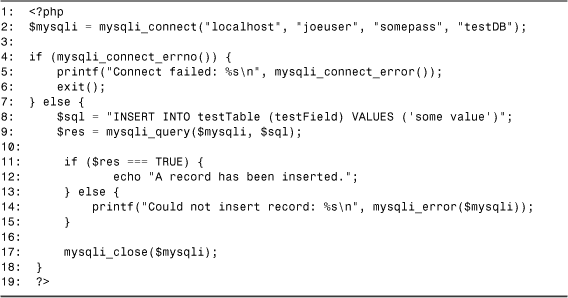 1: <?php
2: $mysqli = mysqli_connect("localhost", "joeuser", "somepass", "testDB");
3:
4: if (mysqli_connect_errno()) {
5:     printf("Connect failed: %s\n", mysqli_connect_error());
6:     exit();
7: } else {
8:     $sql = "INSERT INTO testTable (testField) VALUES ('some value')";
9:     $res = mysqli_query($mysqli, $sql);
10:
11:     if ($res === TRUE) {
12:           echo "A record has been inserted.";
13:     } else {
14:         printf("Could not insert record: %s\n", mysqli_error($mysqli));
15:     }
16:
17:     mysqli_close($mysqli);
18: }
19: ?>